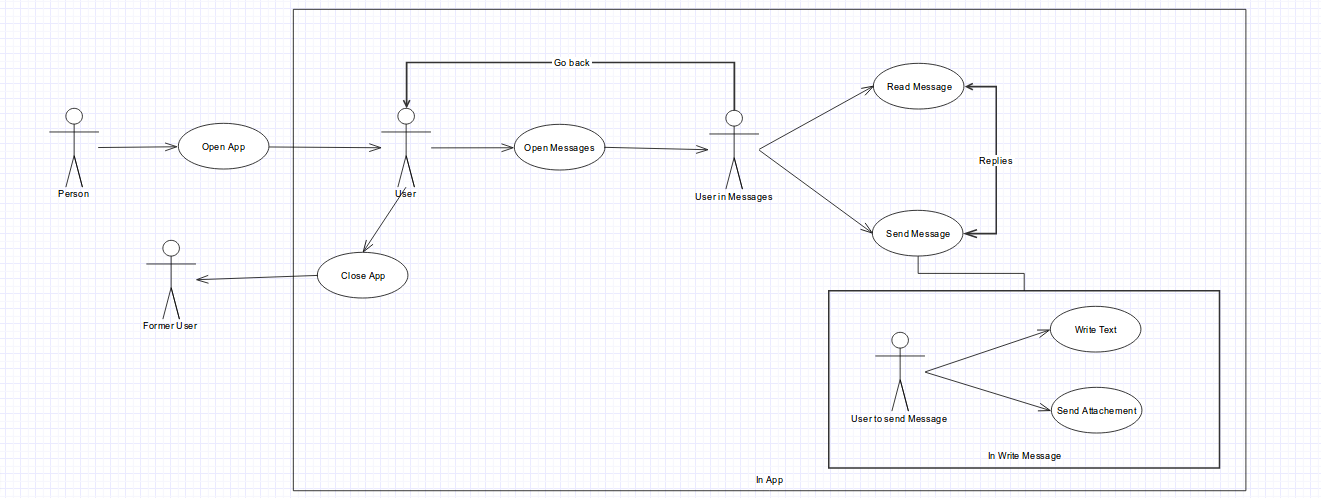 Go back
Read Message
Open App
Open Messages
Replies
Person
User
User in Messages
Send Message
Close App
Former User
Write Text
Send Attachement
User to send Message
In Write Message
In App